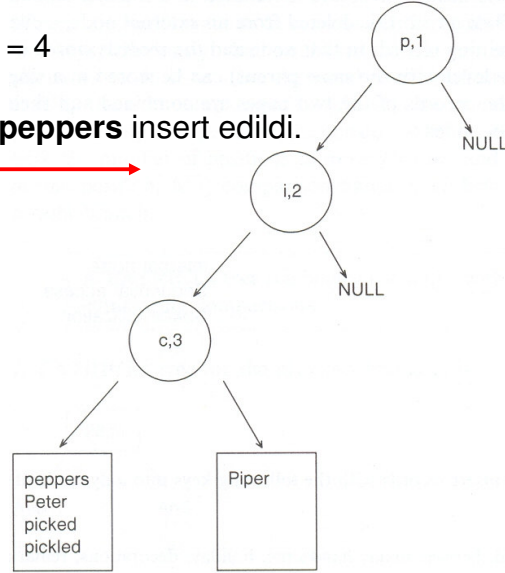 = 4
p,1
peppers insert edildi.
NULL
i,2
NULL
c,3
peppers
Peter
picked
pickled
Piper